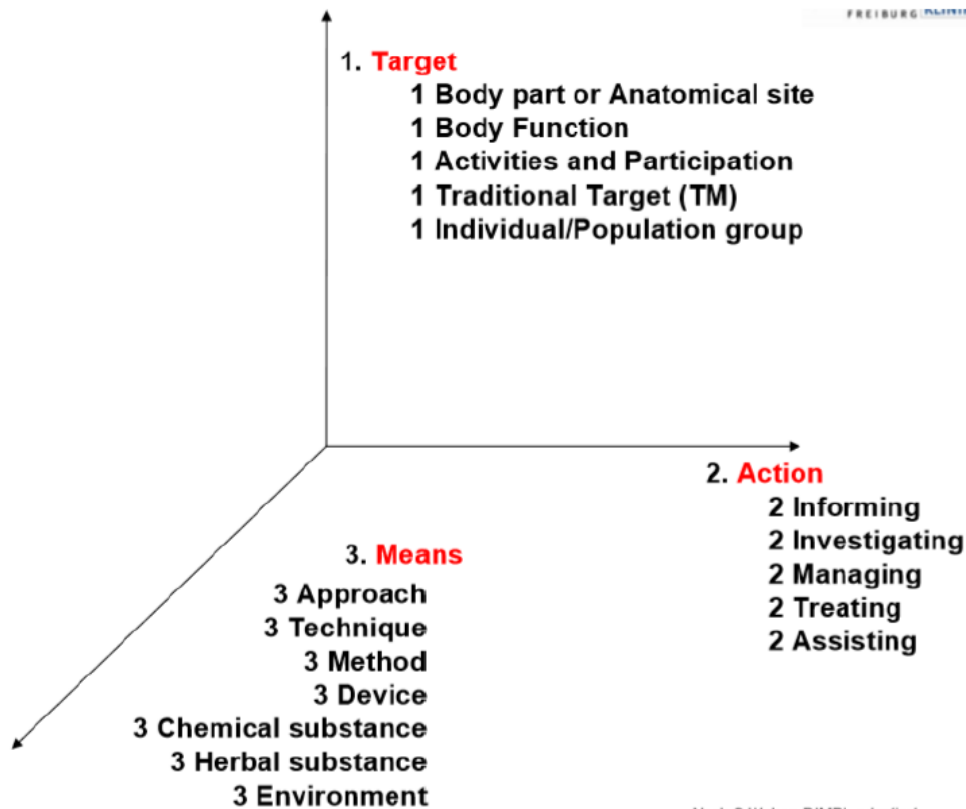 FREIBURG
1. Target
1 Body part or Anatomical site
1 Body Function
1 Activities and Participation
1 Traditional Target (TM)
1 Individual/Population group
2. Action
2 Informing
2 Investigating
2 Managing
2 Treating
2 Assisting
3. Means
3 Approach
3 Technique
3 Method
3 Device
3 Chemical substance
3 Herbal substance
3 Environment